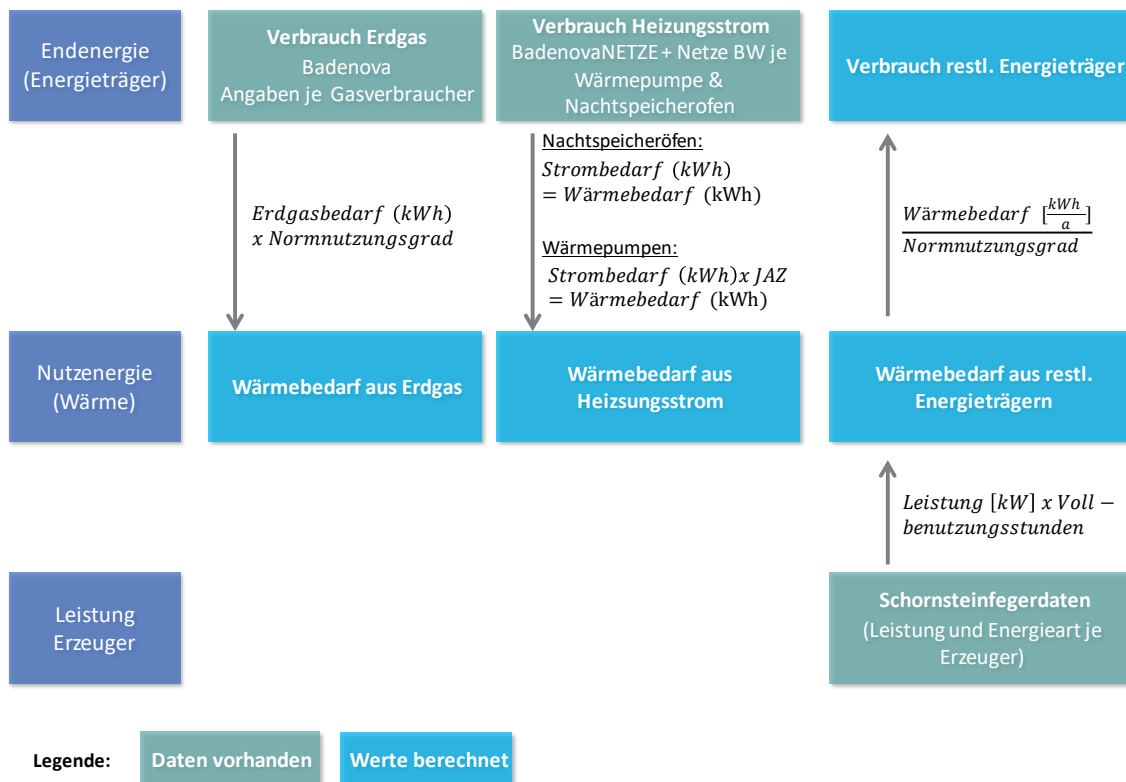 Endenergie
(Energieträger)
Verbrauch Erdgas
Badenova
Angaben je Gasverbraucher
Verbrauch Heizungsstrom
BadenovaNETZE + Netze BW je
Wärmepumpe &
Nachtspeicherofen
Verbrauch restl. Energieträger
Erdgasbedarf (kWh)
x Normnutzungsgrad
Nachtspeicheröfen:
Strombedarf (kWh)
= Wärmebedarf (kWh)
Wärmepumpen:
Strombedarf (kWh)x JAZ
= Wärmebedarf (kWh)
Wärmebedarf [kWh/a]
Normnutzungsgrad
Nutzenergie
(Wärme)
Wärmebedarf aus Erdgas
Wärmebedarf aus
Heizsungsstrom
Wärmebedarf aus restl.
Energieträgern
Leistung [kW] x Voll −
benutzungsstunden
Leistung
Erzeuger
Schornsteinfegerdaten
(Leistung und Energieart je
Erzeuger)
Legende:
Daten vorhanden
Werte berechnet